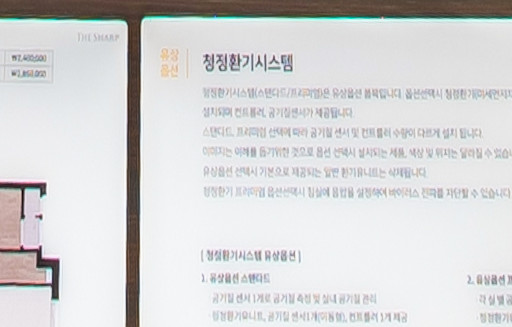 THE SHARP
₩2,400,000
₩2,850,000
유상
옵션
청정환기시스템
청정환기시스템(스탠다드/프리미엄)은 유상옵션 품목입니다. 옵션선택시 청정환기(미세먼지
설치되며 컨트롤러, 공기질센서가 제공됩니다.
스탠다드, 프리미엄 선택에 따라 공기질 센서 및 컨트롤러 수량이 다르게 설치 됩니다.
이미지는 이해를 돕기위한 것으로 옵션 선택시 설치되는 제품, 색상 및 위치는 달라질 수 있습니
유상옵션 선택시 기본으로 제공되는 일반 환기유니트는 삭제됩니다.
청정환기 프리미엄 옵션선택시 침실에 음압을 설정하여 바이러스 전파를 차단할 수 있습니다
[ 청정환기시스템 유상옵션 ]
1. 유상옵션 스탠다드
공기질 센서 1개로 공기질 측정 및 실내 공기질 관리
청정환기유니트, 공기질 센서1개(이동형), 컨트롤러 1개 제공
2. 유상옵션 프
각 실 별 공
청정환기